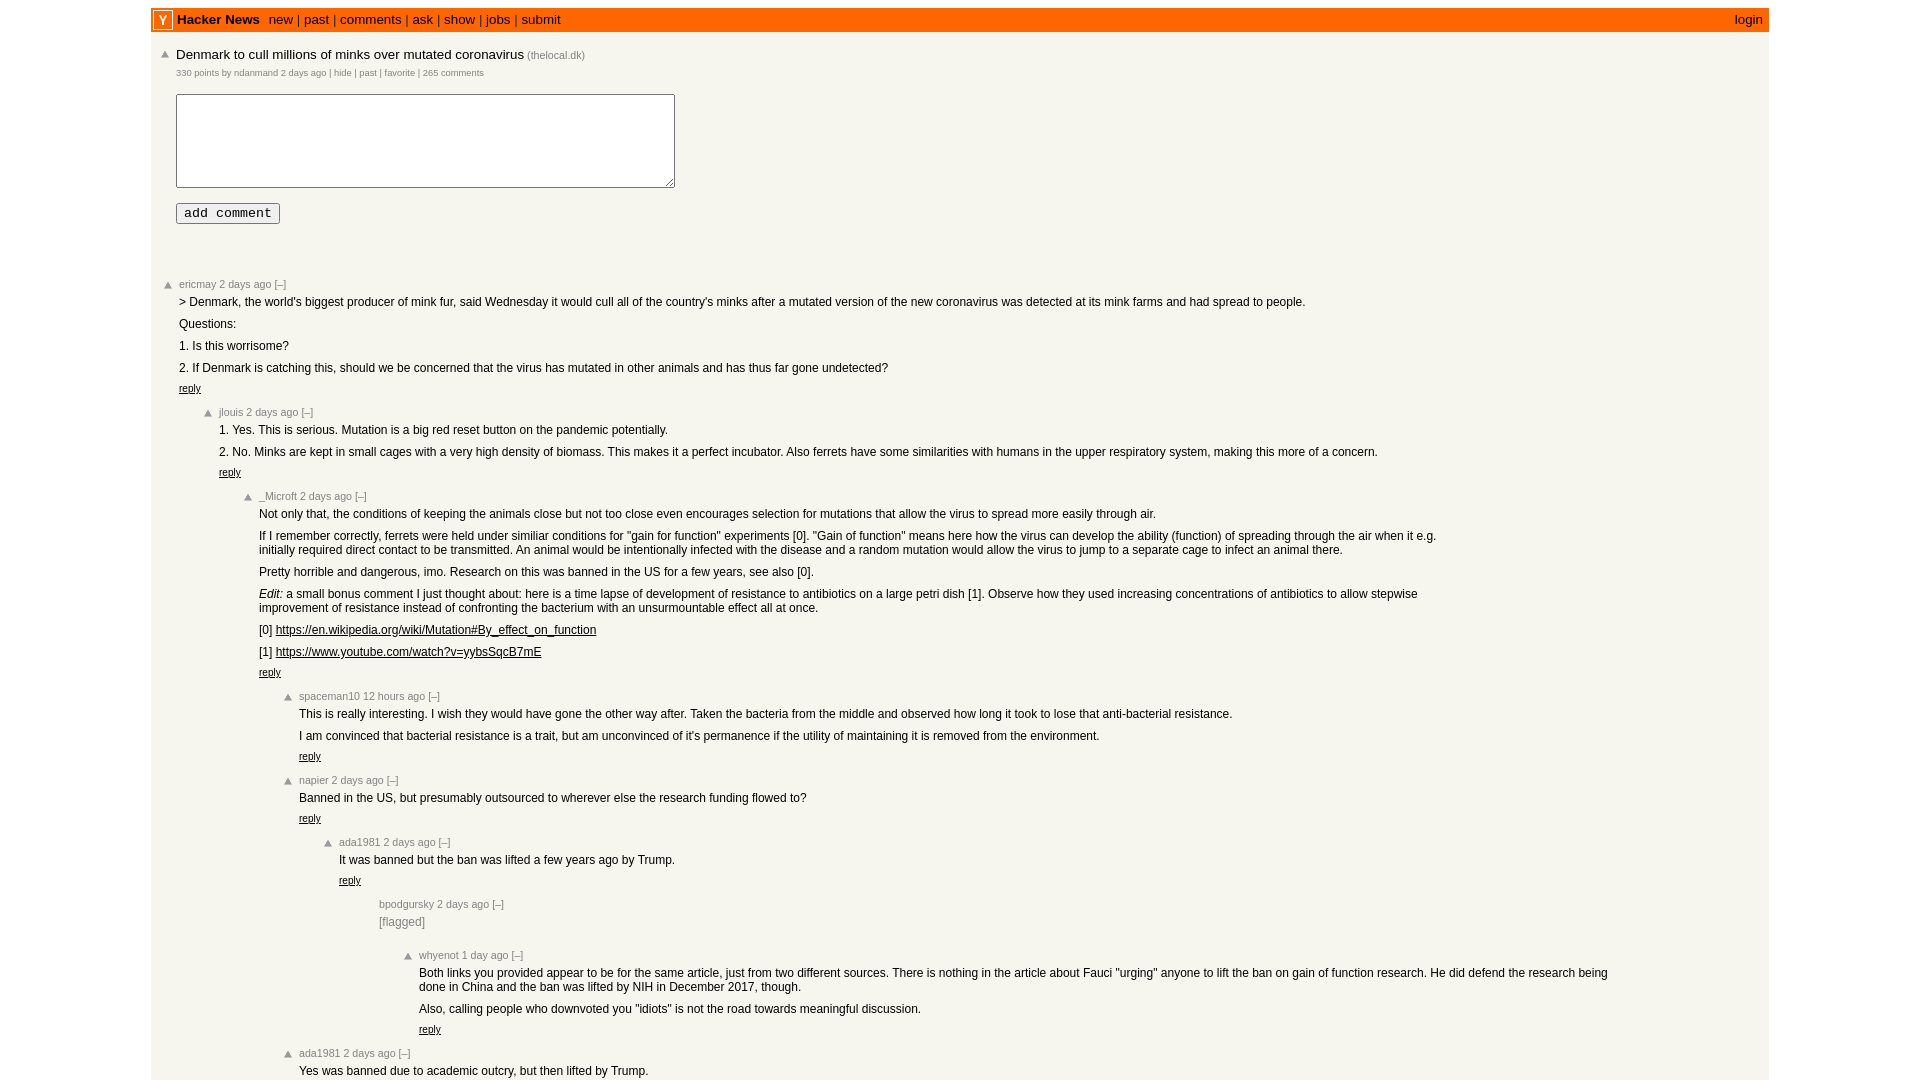 Y Hacker News new | past | comments | ask | show | jobs | submit login
Denmark to cull millions of minks over mutated coronavirus (thelocal.dk)
330 points by ndanmand 2 days ago | hide | past | favorite | 265 comments
add comment
ericmay 2 days ago [–]
> Denmark, the world's biggest producer of mink fur, said Wednesday it would cull all of the country's minks after a mutated version of the new coronavirus was detected at its mink farms and had spread to people.
Questions:
1. Is this worrisome?
2. If Denmark is catching this, should we be concerned that the virus has mutated in other animals and has thus far gone undetected?
reply
jlouis 2 days ago [–]
1. Yes. This is serious. Mutation is a big red reset button on the pandemic potentially.
2. No. Minks are kept in small cages with a very high density of biomass. This makes it a perfect incubator. Also ferrets have some similarities with humans in the upper respiratory system, making this more of a concern.
reply
_Microft 2 days ago [–]
Not only that, the conditions of keeping the animals close but not too close even encourages selection for mutations that allow the virus to spread more easily through air.
If I remember correctly, ferrets were held under similiar conditions for "gain for function" experiments [0]. "Gain of function" means here how the virus can develop the ability (function) of spreading through the air when it e.g.
initially required direct contact to be transmitted. An animal would be intentionally infected with the disease and a random mutation would allow the virus to jump to a separate cage to infect an animal there.
Pretty horrible and dangerous, imo. Research on this was banned in the US for a few years, see also [0].
Edit: a small bonus comment I just thought about: here is a time lapse of development of resistance to antibiotics on a large petri dish [1]. Observe how they used increasing concentrations of antibiotics to allow stepwise
improvement of resistance instead of confronting the bacterium with an unsurmountable effect all at once.
[0] https://en.wikipedia.org/wiki/Mutation#By_effect_on_function
[1] https://www.youtube.com/watch?v=yybsSqcB7mE
reply
spaceman10 12 hours ago [–]
This is really interesting. I wish they would have gone the other way after. Taken the bacteria from the middle and observed how long it took to lose that anti-bacterial resistance.
I am convinced that bacterial resistance is a trait, but am unconvinced of it's permanence if the utility of maintaining it is removed from the environment.
reply
napier 2 days ago [–]
Banned in the US, but presumably outsourced to wherever else the research funding flowed to?
reply
ada1981 2 days ago [–]
It was banned but the ban was lifted a few years ago by Trump.
reply
bpodgursky 2 days ago [–]
[flagged]
whyenot 1 day ago [–]
Both links you provided appear to be for the same article, just from two different sources. There is nothing in the article about Fauci "urging" anyone to lift the ban on gain of function research. He did defend the research being
done in China and the ban was lifted by NIH in December 2017, though.
Also, calling people who downvoted you "idiots" is not the road towards meaningful discussion.
reply
ada1981 2 days ago [–]
Yes was banned due to academic outcry, but then lifted by Trump.